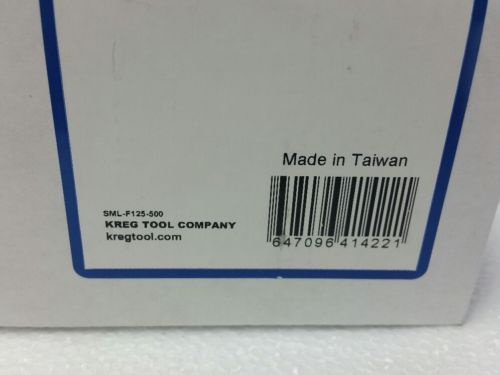 Made in Taiwan
SML-F125-500
KREG TOOL COMPANY
kregtool.com
647096 414221